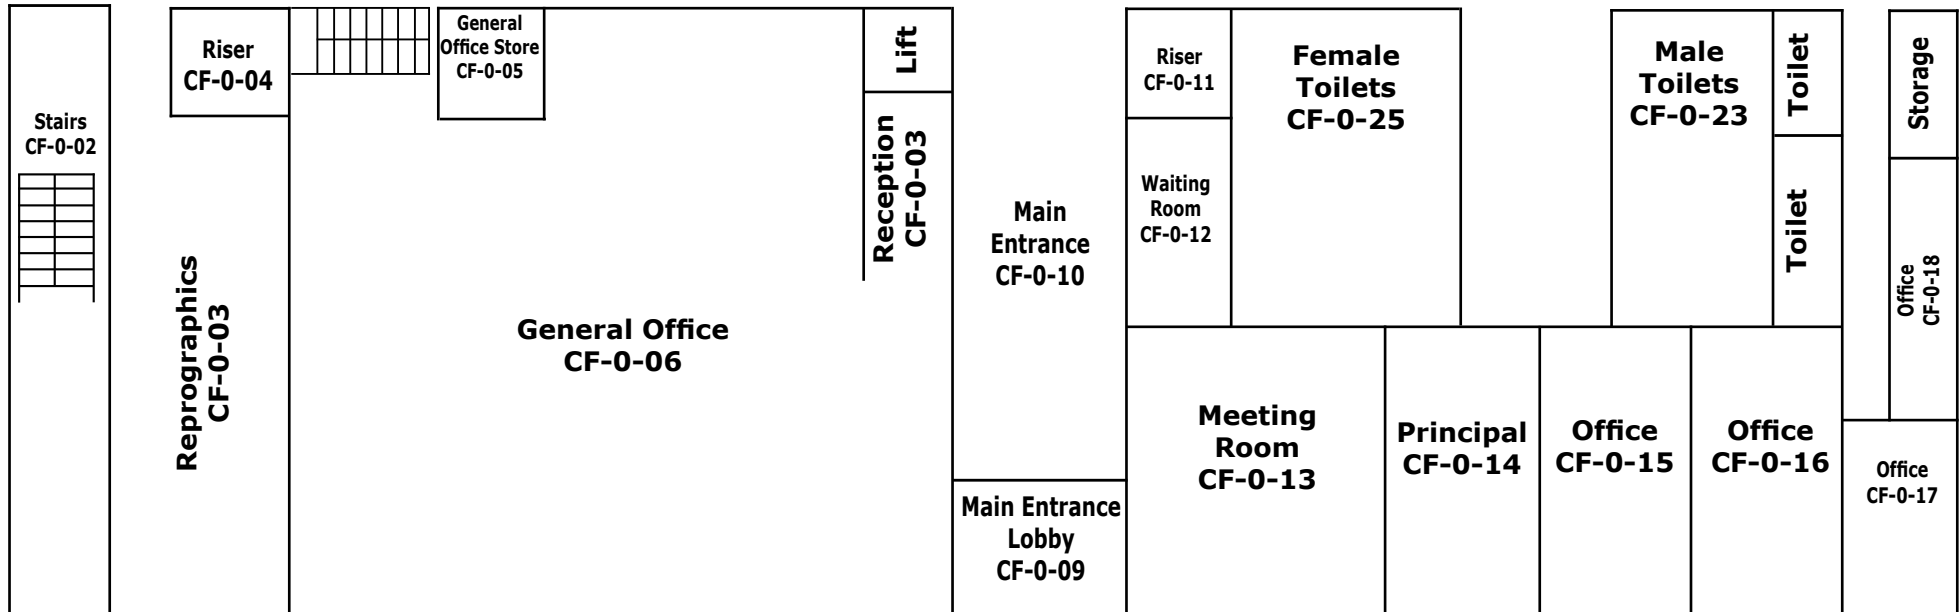 Stairs
CF-0-02
Riser
CF-0-04
Reprographics
CF-0-03
General
Office Store
CF-0-05
General Office
CF-0-06
Lift
Reception
CF-0-03
Main
Entrance
CF-0-10
Main Entrance
Lobby
CF-0-09
Riser
CF-0-11
Waiting
Room
CF-0-12
Female
Toilets
CF-0-25
Male
Toilets
CF-0-23
Toilet
Toilet
Storage
Office
CF-0-18
Meeting
Room
CF-0-13
Principal
CF-0-14
Office
CF-0-15
Office
CF-0-16
Office
CF-0-17